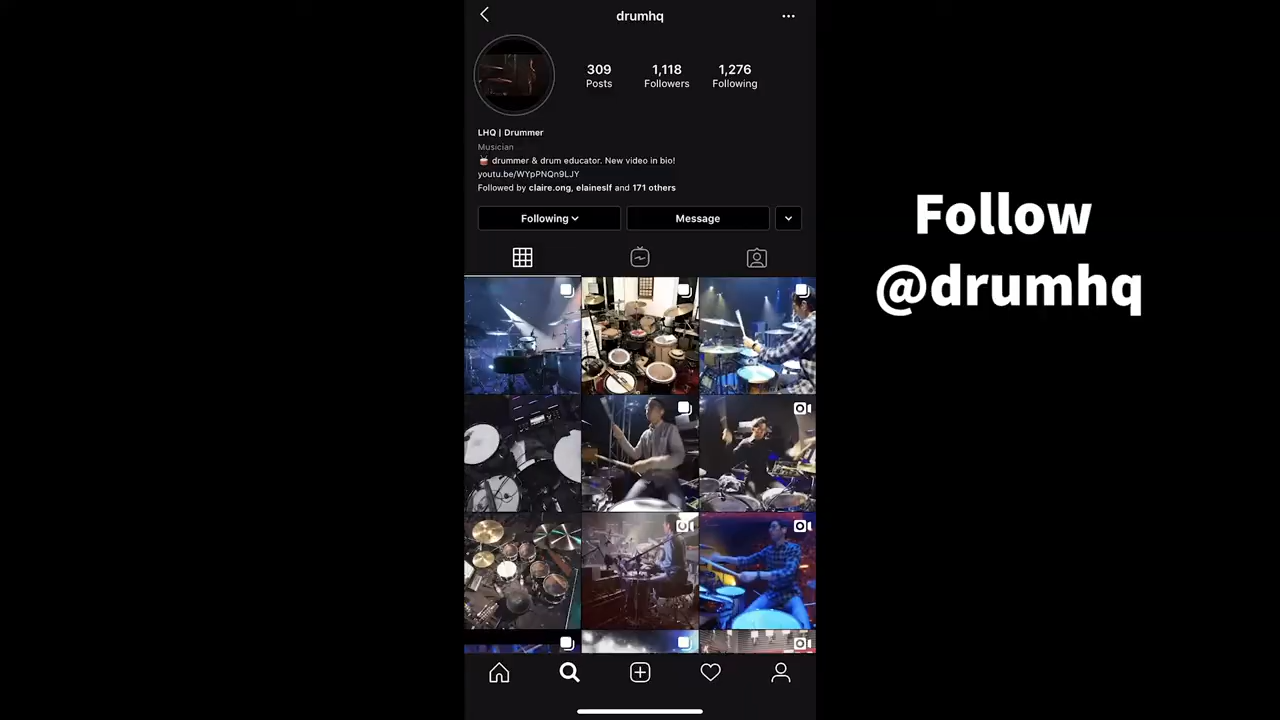 drumhq
309
Posts
1,118
Followers
1,276
Following
LHQ | Drummer
Musician
drummer & drum educator. New video in bio!
youtu.be/WYpPNQn9LJY
Followed by claire.ong, elaineslf and 171 others
Following
Message
Follow
@drumhq